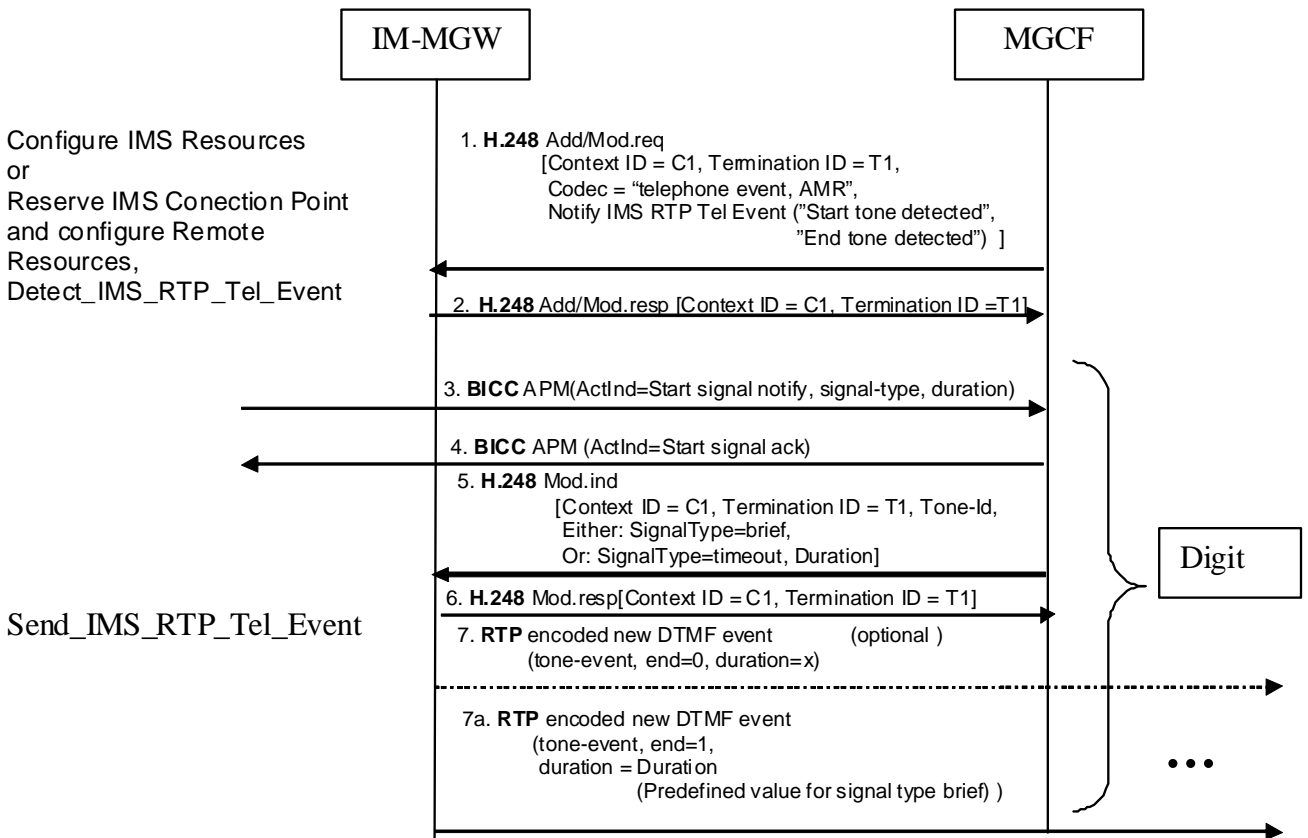 IM-MGW
MGCF
Configure IMS Resources
or
Reserve IMS Conection Point
and configure Remote
Resources,
Detect_IMS_RTP_Tel_Event
1. H.248 Add/Mod.req
[Context ID = C1, Termination ID = T1,
Codec = “telephone event, AMR”,
Notify IMS RTP Tel Event (”Start tone detected”,
”End tone detected”) ]
2. H.248 Add/Mod.resp [Context ID = C1, Termination ID =T1]
3. BICC APM(ActInd=Start signal notify, signal-type, duration)
4. BICC APM (ActInd=Start signal ack)
5. H.248 Mod.ind
[Context ID = C1, Termination ID = T1, Tone-Id,
Either: SignalType=brief,
Or: SignalType=timeout, Duration]
Digit
6. H.248 Mod.resp[Context ID = C1, Termination ID = T1]
Send_IMS_RTP_Tel_Event
7. RTP encoded new DTMF event (optional )
(tone-event, end=0, duration=x)
7a. RTP encoded new DTMF event
(tone-event, end=1,
duration = Duration
(Predefined value for signal type brief) )
...